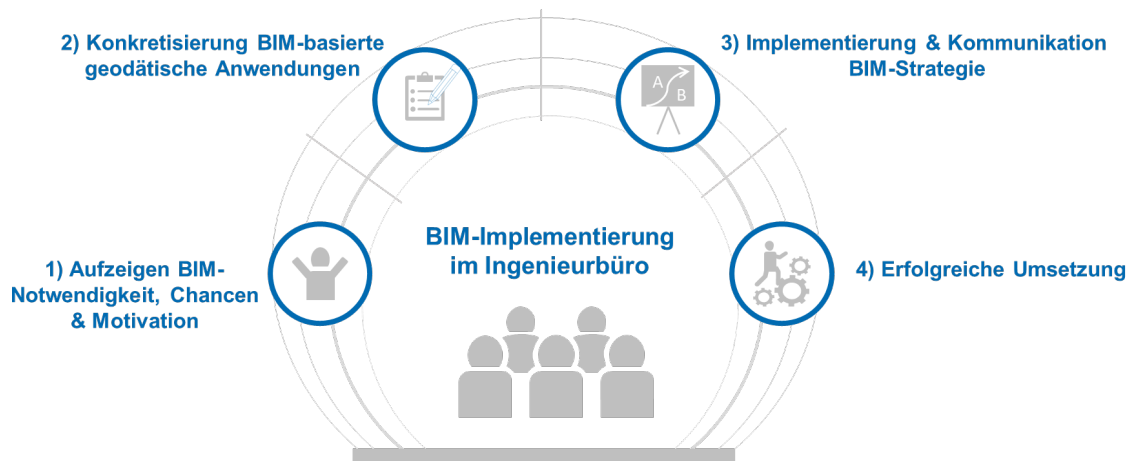 2) Konkretisierung BIM-basierte
geodätische Anwendungen
3) Implementierung & Kommunikation
BIM-Strategie
A
B
BIM-Implementierung
im Ingenieurbüro
1) Aufzeigen BIM-
Notwendigkeit, Chancen
& Motivation
4) Erfolgreiche Umsetzung